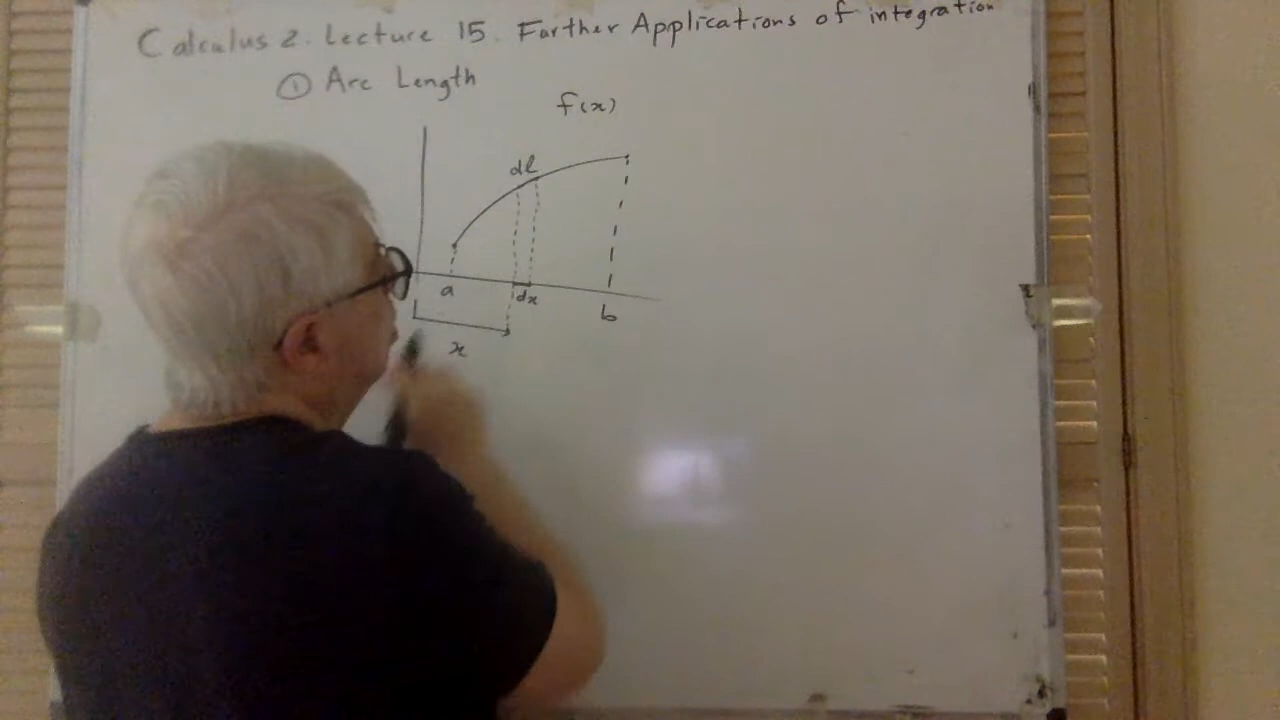 Calculus 2. Lecture 15. Further Applications of integration
① Arc Length
f(x)
dl
a
dx
b
x